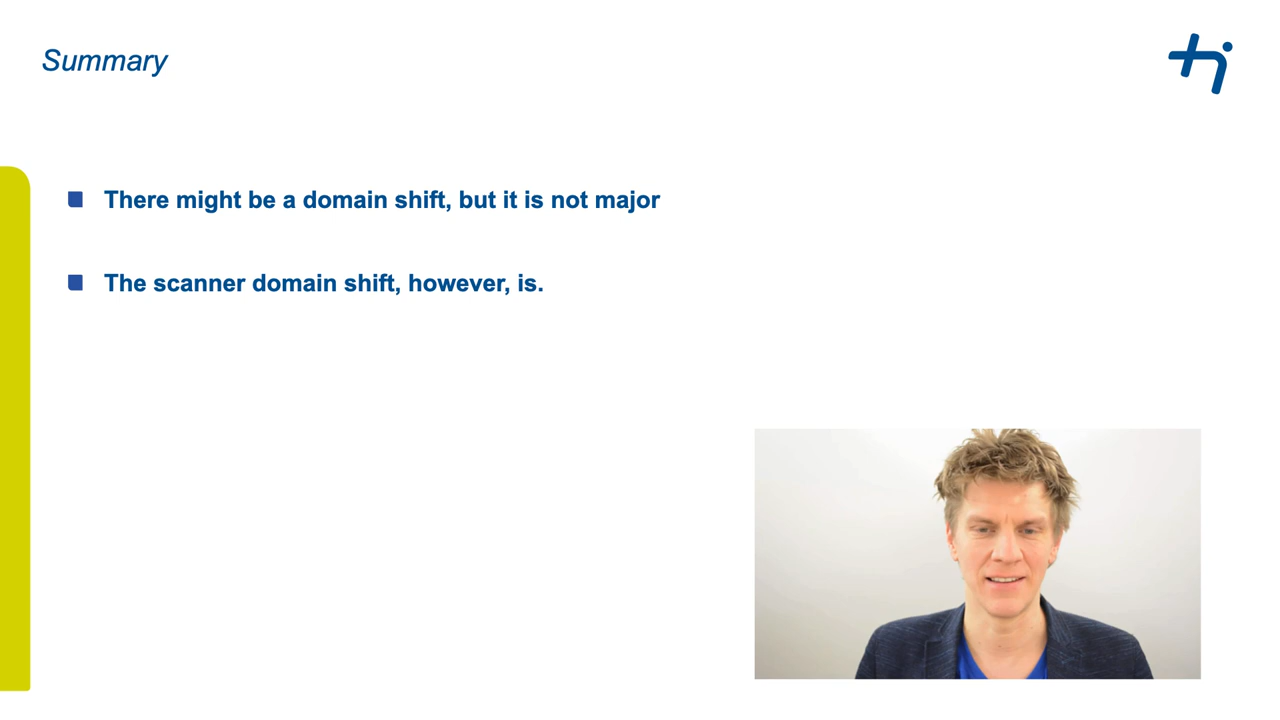 Summary
There might be a domain shift, but it is not major
The scanner domain shift, however, is.